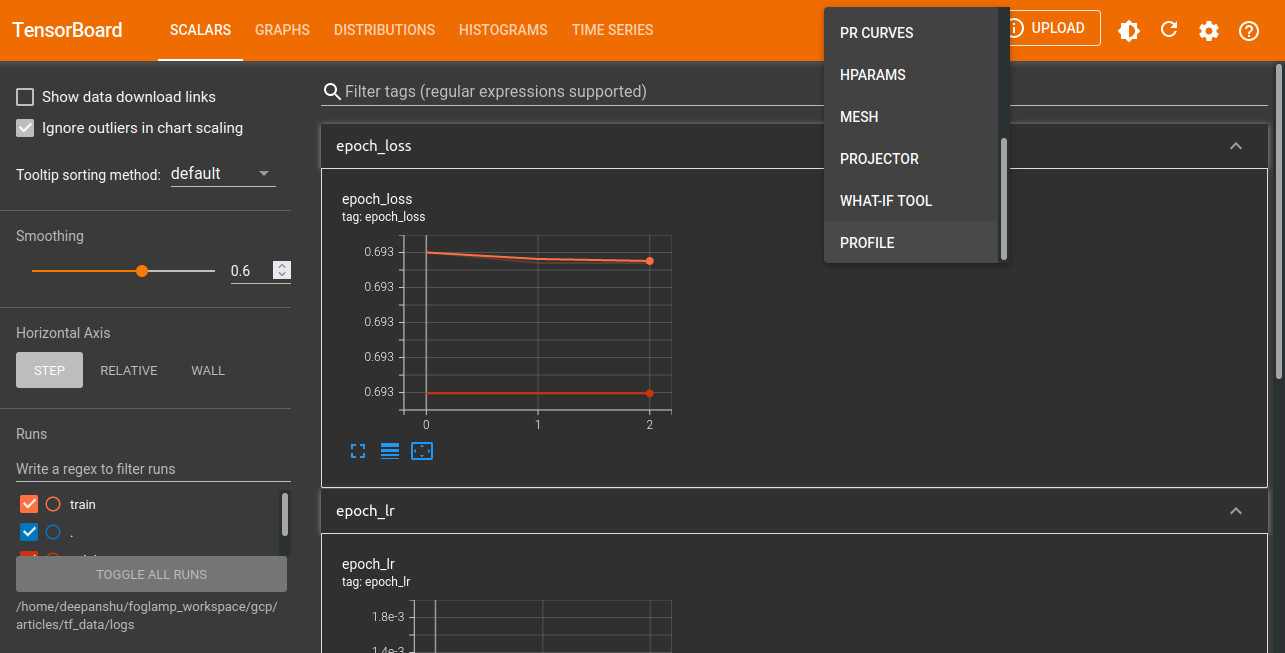 TensorBoard
SCALARS
GRAPHS
DISTRIBUTIONS
HISTOGRAMS
TIME SERIES
UPLOAD
PR CURVES
HPARAMS
MESH
PROJECTOR
WHAT-IF TOOL
PROFILE
Show data download links
Ignore outliers in chart scaling
Tooltip sorting method: default
Smoothing
0.6
Horizontal Axis
STEP
RELATIVE
WALL
Runs
Write a regex to filter runs
train
.
TOGGLE ALL RUNS
/home/deepanshu/foglamp_workspace/gcp/
articles/tf_data/logs
Filter tags (regular expressions supported)
epoch_loss
epoch_loss
tag: epoch_loss
0.693
0.693
0.693
0.693
0.693
0 1 2
epoch_lr
epoch_lr
tag: epoch_lr
1.8e-3
1.4e-3